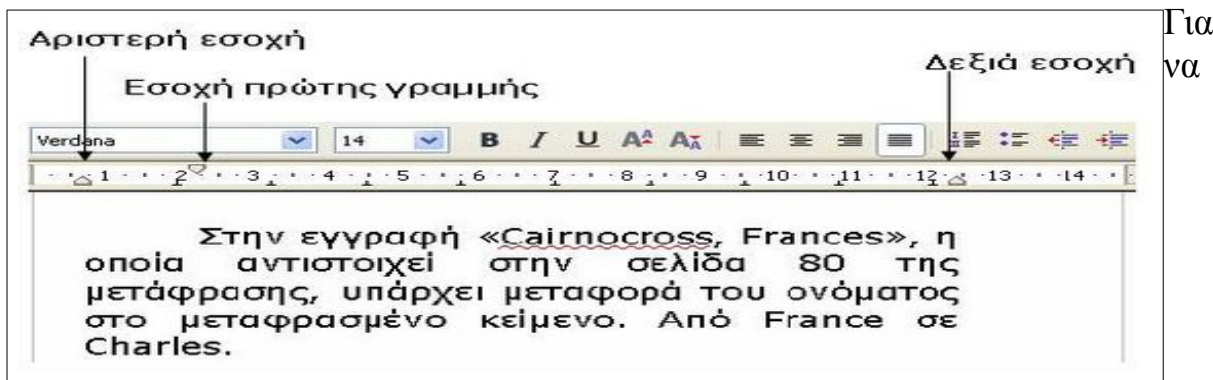 Για
να
Αριστερή εσοχή
Δεξιά εσοχή
Εσοχή πρώτης γραμμής
Verdana 14 B I U
1 2 3 4 5 6 7 8 9 10 11 12 13 14
Στην εγγραφή «Cairnocross, Frances», η
οποία αντιστοιχεί στην σελίδα 80 της
μετάφρασης, υπάρχει μεταφορά του ονόματος
στο μεταφρασμένο κείμενο. Από France σε
Charles.